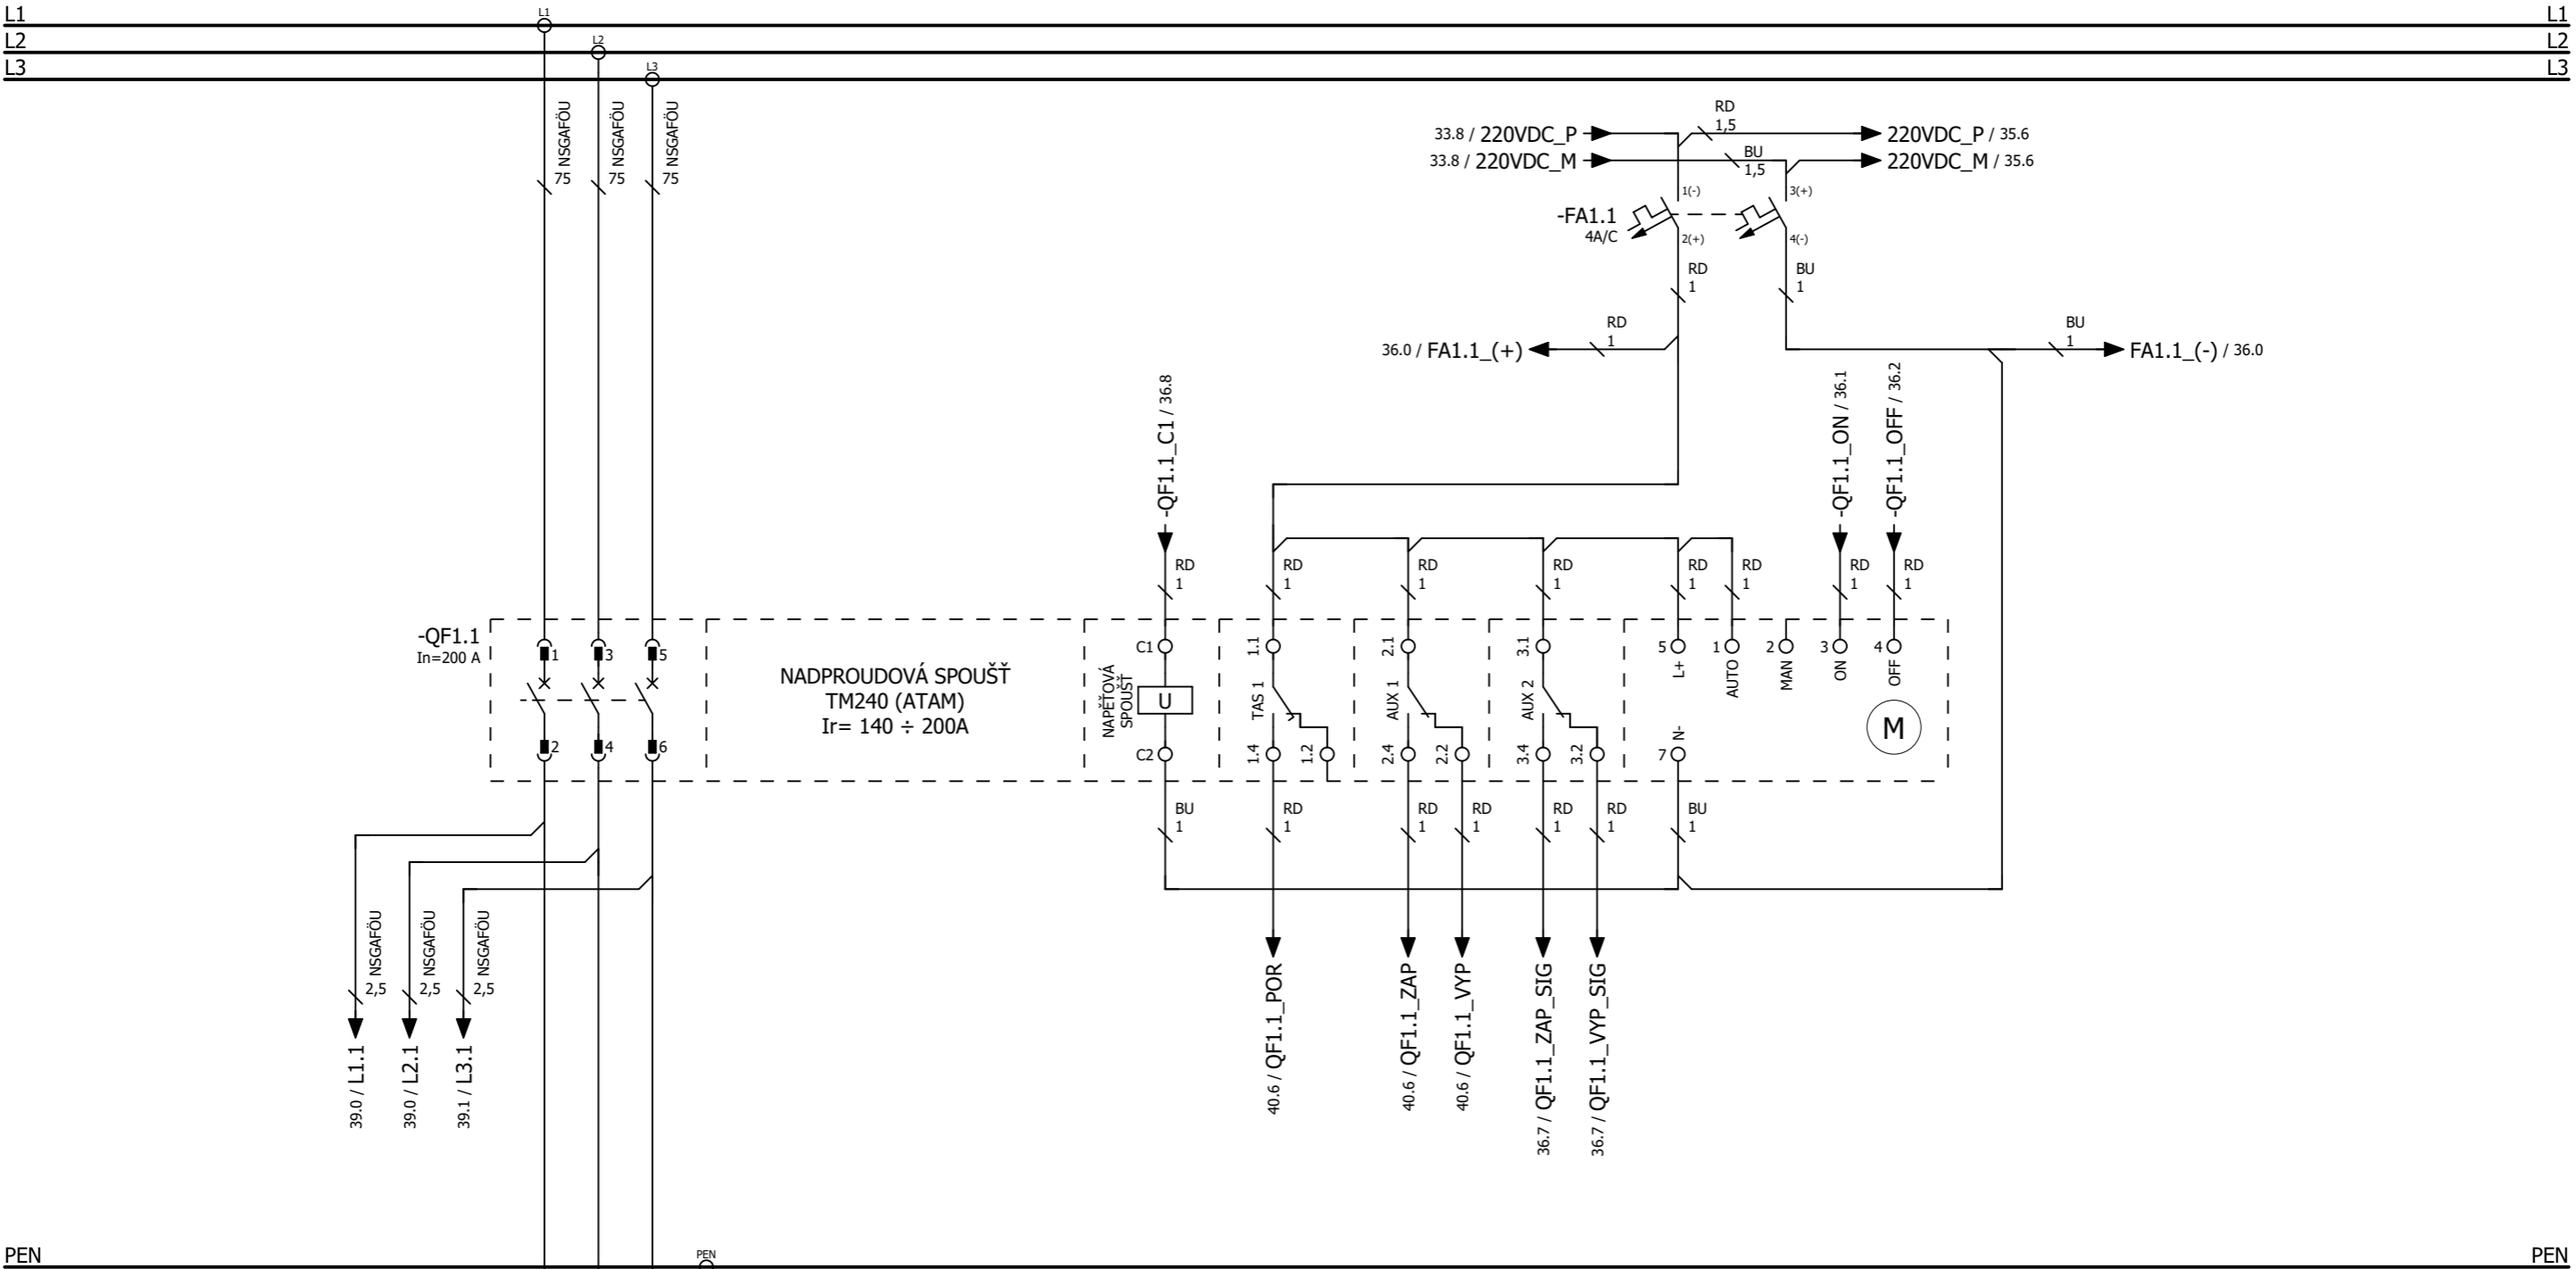 L1
L1
L1
L2
L2
L2
L3
L3
L3
75 NSGAFÖU
75 NSGAFÖU
75 NSGAFÖU
33.8 / 220VDC_P
RD
1,5
220VDC_P / 35.6
33.8 / 220VDC_M
BU
1,5
220VDC_M / 35.6
-FA1.1
4A/C
1(-)
2(+)
3(+)
4(-)
RD
1
BU
1
36.0 / FA1.1_(+)
RD
1
BU
1
FA1.1_(-) / 36.0
-QF1.1_C1 / 36.8
-QF1.1_ON / 36.1
-QF1.1_OFF / 36.2
RD
1
RD
1
RD
1
RD
1
RD
1
RD
1
RD
1
RD
1
-QF1.1
In=200 A
1
3
5
2
4
6
NADPROUDOVÁ SPOUŠŤ
TM240 (ATAM)
Ir= 140 ÷ 200A
NAPĚŤOVÁ
SPOUŠŤ
C1
U
C2
1.1
TAS 1
1.4
1.2
2.1
AUX 1
2.4
2.2
3.1
AUX 2
3.4
3.2
5
L+
1
AUTO
2
MAN
3
ON
4
OFF
N-
7
M
BU
1
RD
1
RD
1
RD
1
RD
1
RD
1
BU
1
2,5 NSGAFÖU
2,5 NSGAFÖU
2,5 NSGAFÖU
39.0 / L1.1
39.0 / L2.1
39.1 / L3.1
40.6 / QF1.1_POR
40.6 / QF1.1_ZAP
40.6 / QF1.1_VYP
36.7 / QF1.1_ZAP_SIG
36.7 / QF1.1_VYP_SIG
PEN
PEN
PEN